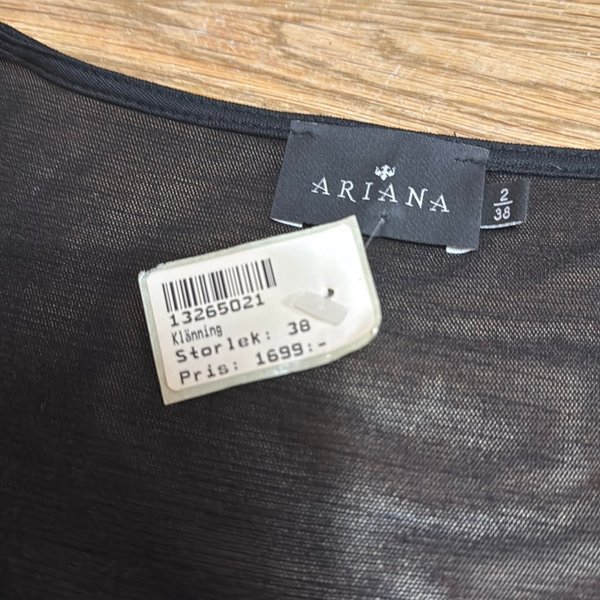 ARIANA
2
38
13265021
Klänning
Storlek: 38
Pris: 1699:-